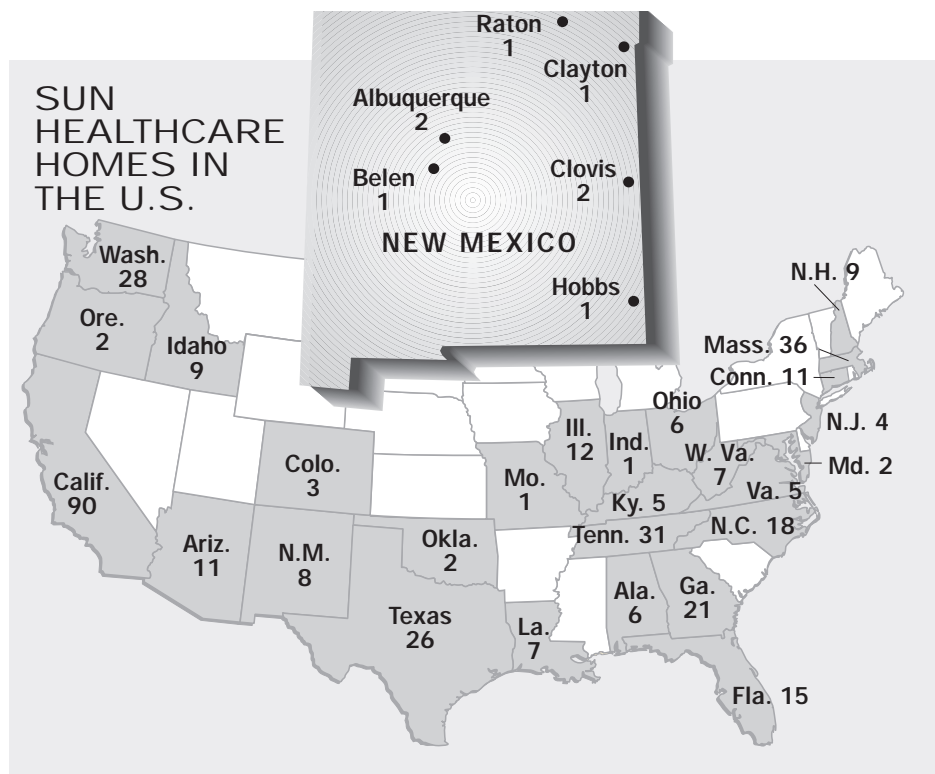 SUN
HEALTHCARE
HOMES IN
THE U.S.
Raton
1
Clayton
1
Albuquerque
2
Belen
1
Clovis
2
NEW MEXICO
Hobbs
1
Wash.
28
Ore.
2
Idaho
9
Calif.
90
Colo.
3
Ariz.
11
N.M.
8
Okla.
2
Texas
26
Mo.
1
La.
7
Ill.
12
Ind.
1
Ohio
6
W. Va.
7
Ky. 5
Va. 5
Tenn. 31
N.C. 18
Ala.
6
Ga.
21
Fla. 15
N.H. 9
Mass. 36
Conn. 11
N.J. 4
Md. 2